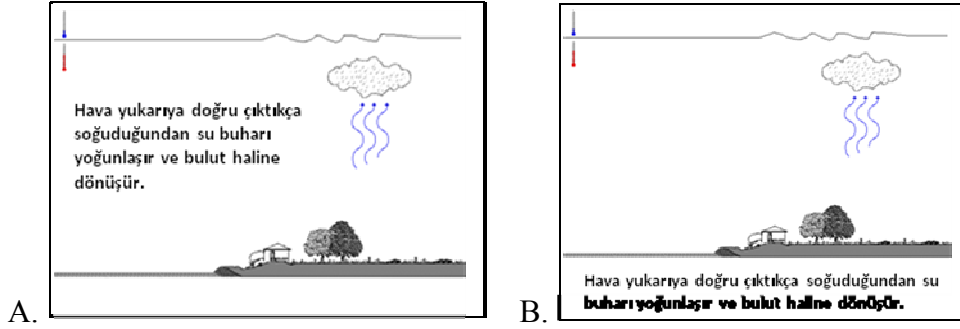 Hava yukarıya doğru çıktıkça
soğuduğundan su buharı
yoğunlaşır ve bulut haline
dönüşür.
A.
Hava yukarıya doğru çıktıkça soğuduğundan su
buharı yoğunlaşır ve bulut haline dönüşür.
B.